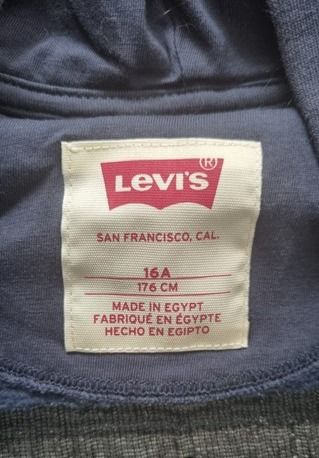 Levi's®
SAN FRANCISCO, CAL.
16A
176 CM
MADE IN EGYPT
FABRIQUÉ EN ÉGYPTE
HECHO EN EGIPTO